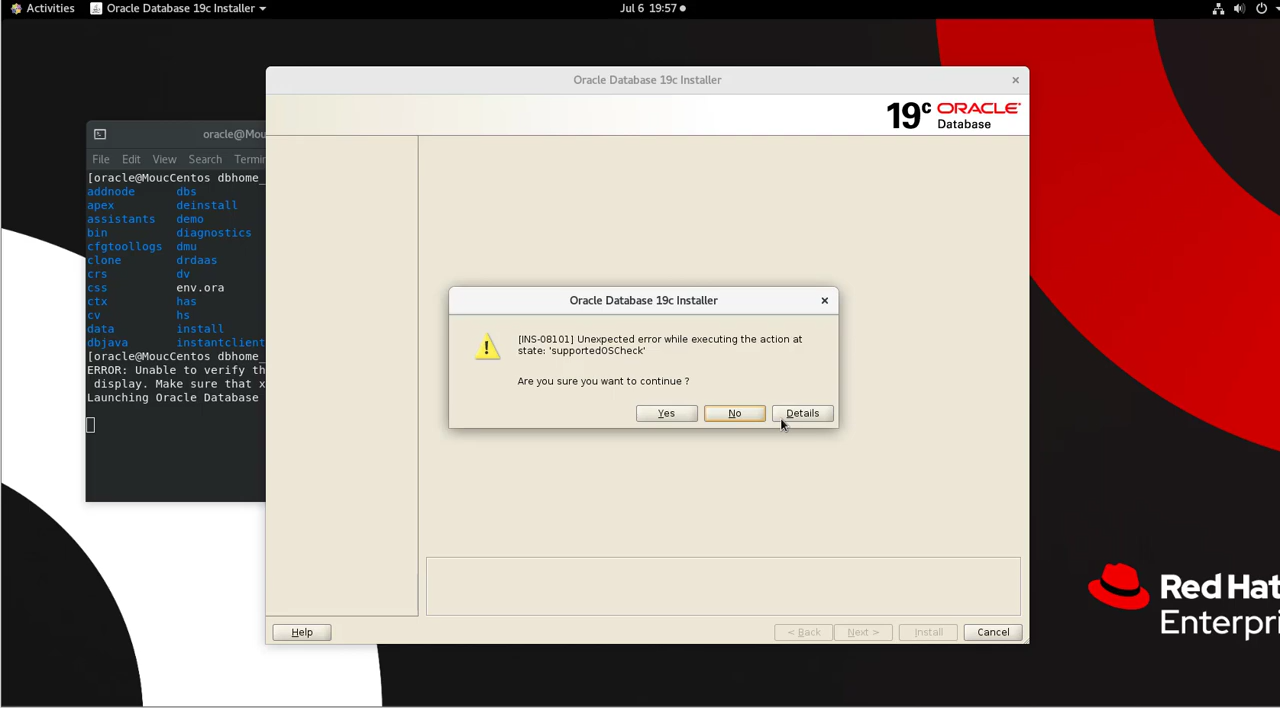 Activities Oracle Database 19c Installer Jul 6 19:57
Oracle Database 19c Installer
19c ORACLE
Database
oracle@Mou
File Edit View Search Termin
[oracle@MoucCentos dbhome_
addnode dbs
apex deinstall
assistants demo
bin diagnostics
cfgtoollogs dmu
clone drdaas
crs dv
css env.ora
ctx has
cv hs
data install
dbjava instantclient
[oracle@MoucCentos dbhome_
ERROR: Unable to verify th
display. Make sure that x
Launching Oracle Database
Oracle Database 19c Installer
[INS-08101] Unexpected error while executing the action at
state: 'supportedOSCheck'
Are you sure you want to continue ?
Yes No Details
Help < Back Next > Install Cancel
Red Hat
Enterpri